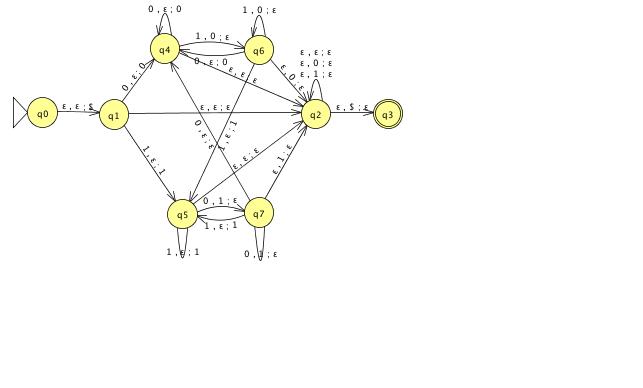 0 , ε ; 0
1 , 0 ; ε
q4
1 , 0 ; ε
q6
0 , ε ; 0
ε , ε ; ε
ε , 0 ; ε
ε , ε ; ε
ε , 0 ; ε
ε , 1 ; ε
0 , ε ; 0
q0
ε , ε ; $
q1
ε , ε ; ε
q2
ε , $ ; ε
q3
0 , ε ; ε
1 , ε ; 1
1 , ε ; 1
ε , ε ; ε
ε , 1 ; ε
q5
0 , 1 ; ε
q7
1 , ε ; 1
1 , ε ; 1
0 , 1 ; ε